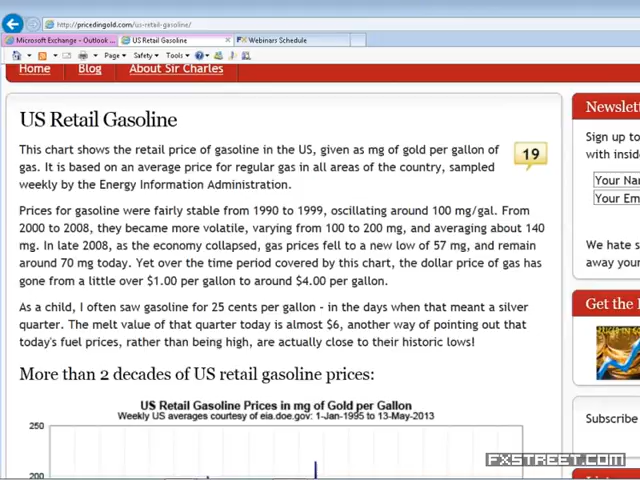 http://pricedingold.com/us-retail-gasoline/
Microsoft Exchange - Outlook ... US Retail Gasoline Webinars Schedule
Page Safety Tools
Home Blog About Sir Charles
US Retail Gasoline
This chart shows the retail price of gasoline in the US, given as mg of gold per gallon of
gas. It is based on an average price for regular gas in all areas of the country, sampled
weekly by the Energy Information Administration.
19
Prices for gasoline were fairly stable from 1990 to 1999, oscillating around 100 mg/gal. From
2000 to 2008, they became more volatile, varying from 100 to 200 mg, and averaging about 140
mg. In late 2008, as the economy collapsed, gas prices fell to a new low of 57 mg, and remain
around 70 mg today. Yet over the time period covered by this chart, the dollar price of gas has
gone from a little over $1.00 per gallon to around $4.00 per gallon.
As a child, I often saw gasoline for 25 cents per gallon - in the days when that meant a silver
quarter. The melt value of that quarter today is almost $6, another way of pointing out that
today's fuel prices, rather than being high, are actually close to their historic lows!
More than 2 decades of US retail gasoline prices:
US Retail Gasoline Prices in mg of Gold per Gallon
Weekly US averages courtesy of eia.doe.gov: 1-Jan-1995 to 13-May-2013
250
200
Newslet
Sign up to
with insid
Your Na
Your Em
We hate s
away your
Get the
Subscribe
FXSTREET.COM